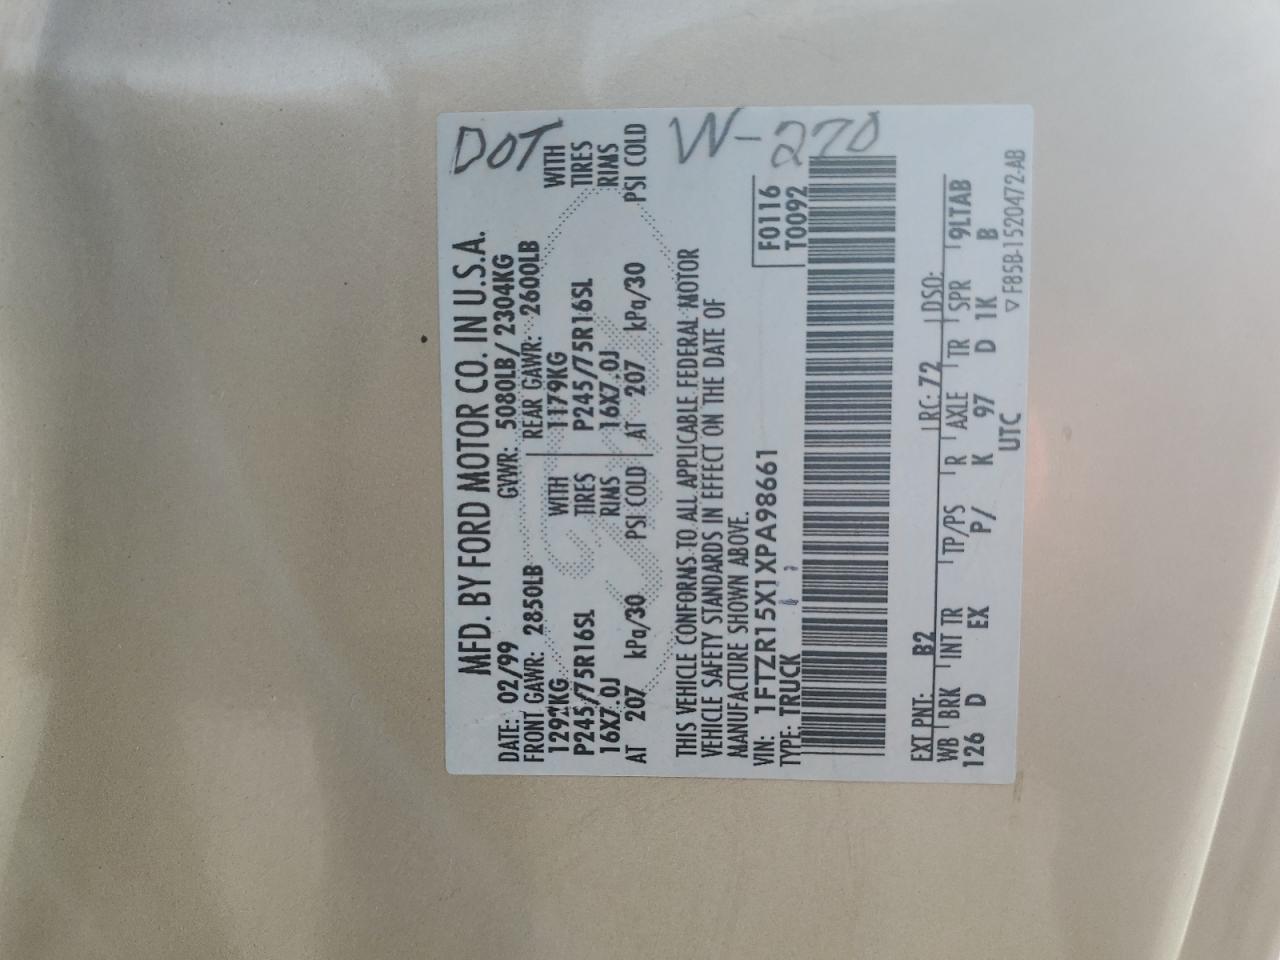 DOT
W-270
MFD. BY FORD MOTOR CO. IN U.S.A.
DATE: 02/99 GVWR: 5080LB/ 2304KG
FRONT GAWR: 2850LB REAR GAWR: 2600LB
1292KG WITH 1179KG WITH
P245/75R16SL TIRES P245/75R16SL TIRES
16X7.0J RIMS 16X7.0J RIMS
AT 207 kPa/30 PSI COLD AT 207 kPa/30 PSI COLD
THIS VEHICLE CONFORMS TO ALL APPLICABLE FEDERAL MOTOR
VEHICLE SAFETY STANDARDS IN EFFECT ON THE DATE OF
MANUFACTURE SHOWN ABOVE.
VIN: 1FTZR15X1XPA98661 F0116
TYPE: TRUCK T0092
EXT PNT: B2 RC: 72 DSO:
WB BRK INT TR TP/PS R AXLE TR SPR 9LTAB
126 D EX P/ K 97 D 1K B
UTC ▽F85B-1520472-AB